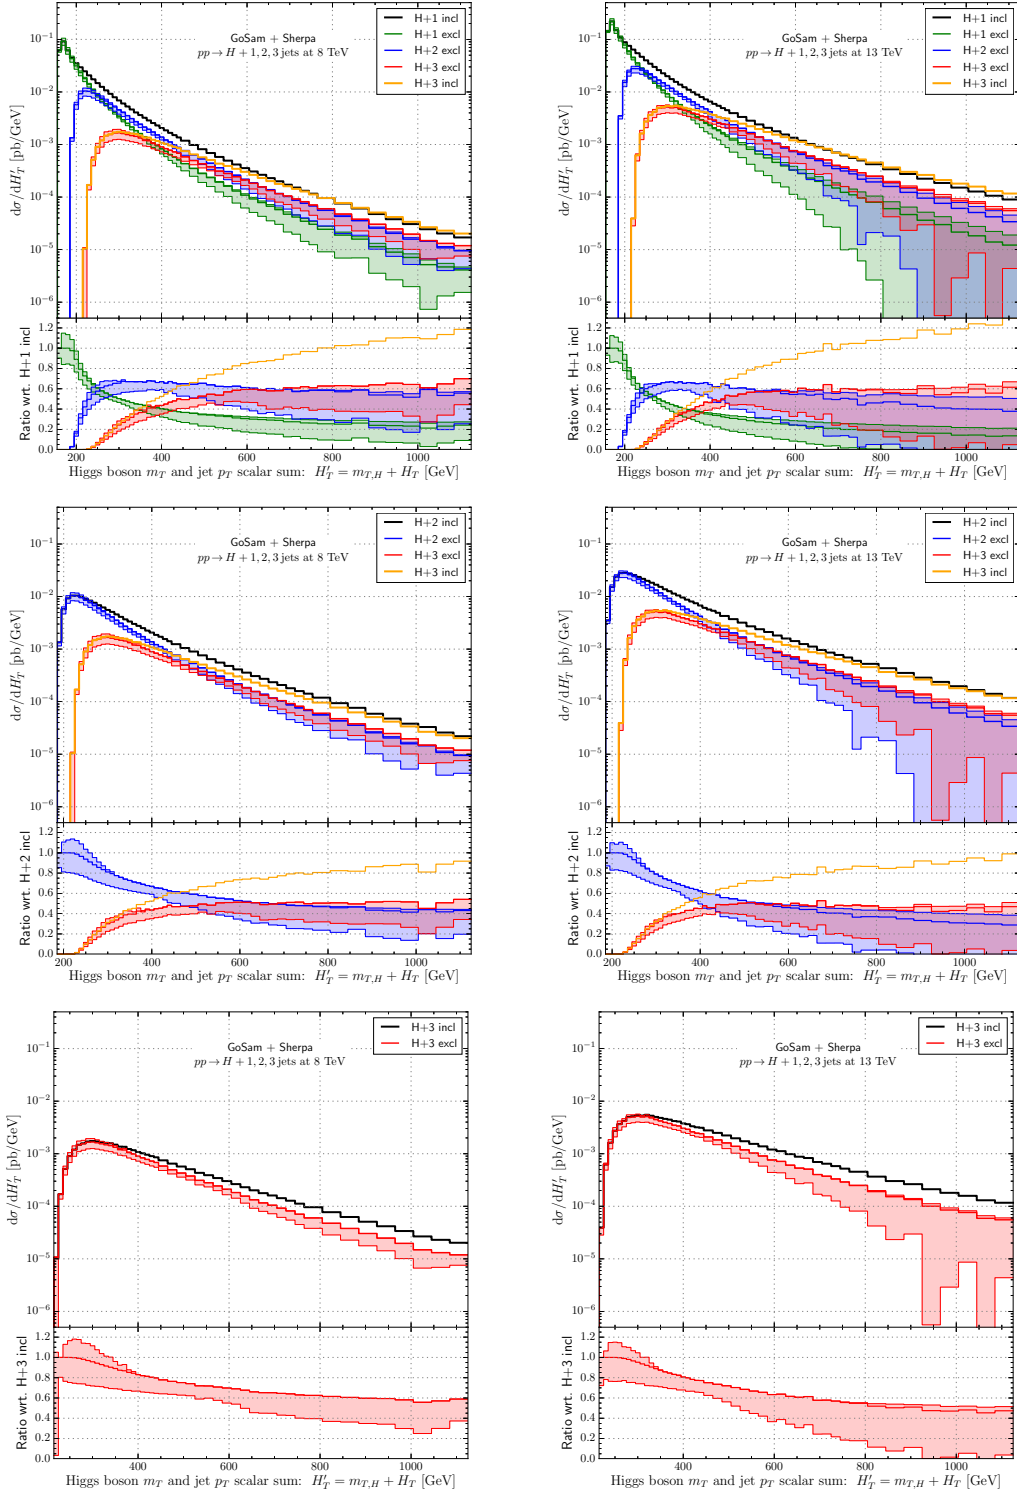 H+1 incl
H+1 excl
H+2 excl
H+3 excl
H+3 incl
GoSam + Sherpa
pp → H + 1, 2, 3 jets at 8 TeV
dσ/dH′_T [pb/GeV]
10⁻¹
10⁻²
10⁻³
10⁻⁴
10⁻⁵
10⁻⁶
Ratio wrt. H+1 incl
1.2
1.0
0.8
0.6
0.4
0.2
0.0
200 400 600 800 1000
Higgs boson m_T and jet p_T scalar sum: H′_T = m_{T,H} + H_T [GeV]
H+1 incl
H+1 excl
H+2 excl
H+3 excl
H+3 incl
GoSam + Sherpa
pp → H + 1, 2, 3 jets at 13 TeV
dσ/dH′_T [pb/GeV]
10⁻¹
10⁻²
10⁻³
10⁻⁴
10⁻⁵
10⁻⁶
Ratio wrt. H+1 incl
1.2
1.0
0.8
0.6
0.4
0.2
0.0
200 400 600 800 1000
Higgs boson m_T and jet p_T scalar sum: H′_T = m_{T,H} + H_T [GeV]
H+2 incl
H+2 excl
H+3 excl
H+3 incl
GoSam + Sherpa
pp → H + 1, 2, 3 jets at 8 TeV
dσ/dH′_T [pb/GeV]
10⁻¹
10⁻²
10⁻³
10⁻⁴
10⁻⁵
10⁻⁶
Ratio wrt. H+2 incl
1.2
1.0
0.8
0.6
0.4
0.2
0.0
200 400 600 800 1000
Higgs boson m_T and jet p_T scalar sum: H′_T = m_{T,H} + H_T [GeV]
H+2 incl
H+2 excl
H+3 excl
H+3 incl
GoSam + Sherpa
pp → H + 1, 2, 3 jets at 13 TeV
dσ/dH′_T [pb/GeV]
10⁻¹
10⁻²
10⁻³
10⁻⁴
10⁻⁵
10⁻⁶
Ratio wrt. H+2 incl
1.2
1.0
0.8
0.6
0.4
0.2
0.0
200 400 600 800 1000
Higgs boson m_T and jet p_T scalar sum: H′_T = m_{T,H} + H_T [GeV]
H+3 incl
H+3 excl
GoSam + Sherpa
pp → H + 1, 2, 3 jets at 8 TeV
dσ/dH′_T [pb/GeV]
10⁻¹
10⁻²
10⁻³
10⁻⁴
10⁻⁵
10⁻⁶
Ratio wrt. H+3 incl
1.2
1.0
0.8
0.6
0.4
0.2
0.0
400 600 800 1000
Higgs boson m_T and jet p_T scalar sum: H′_T = m_{T,H} + H_T [GeV]
H+3 incl
H+3 excl
GoSam + Sherpa
pp → H + 1, 2, 3 jets at 13 TeV
dσ/dH′_T [pb/GeV]
10⁻¹
10⁻²
10⁻³
10⁻⁴
10⁻⁵
10⁻⁶
Ratio wrt. H+3 incl
1.2
1.0
0.8
0.6
0.4
0.2
0.0
400 600 800 1000
Higgs boson m_T and jet p_T scalar sum: H′_T = m_{T,H} + H_T [GeV]